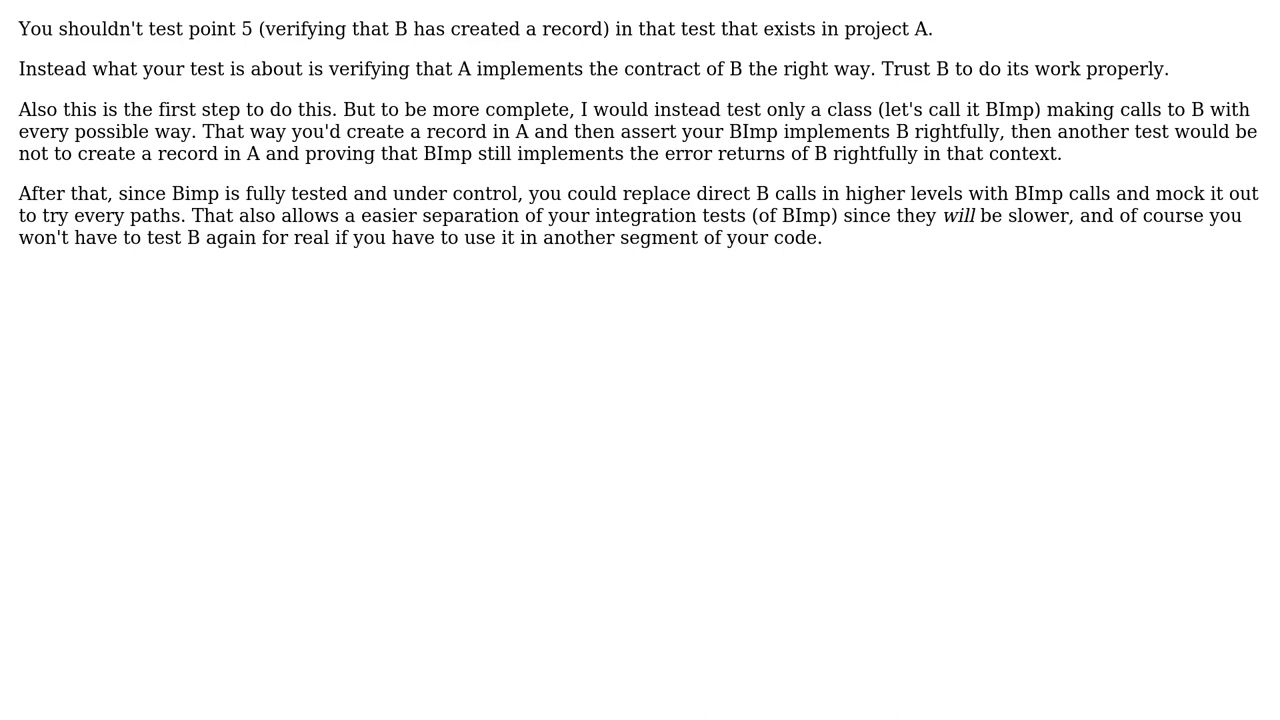 You shouldn't test point 5 (verifying that B has created a record) in that test that exists in project A.
Instead what your test is about is verifying that A implements the contract of B the right way. Trust B to do its work properly.
Also this is the first step to do this. But to be more complete, I would instead test only a class (let's call it BImp) making calls to B with
every possible way. That way you'd create a record in A and then assert your BImp implements B rightfully, then another test would be
not to create a record in A and proving that BImp still implements the error returns of B rightfully in that context.
After that, since Bimp is fully tested and under control, you could replace direct B calls in higher levels with BImp calls and mock it out
to try every paths. That also allows a easier separation of your integration tests (of BImp) since they will be slower, and of course you
won't have to test B again for real if you have to use it in another segment of your code.